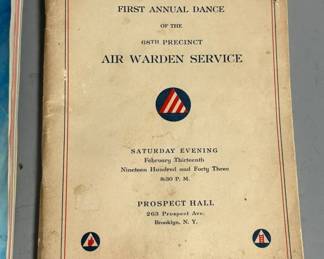 FIRST ANNUAL DANCE
OF THE
68TH PRECINCT
AIR WARDEN SERVICE
SATURDAY EVENING
February Thirteenth
Nineteen Hundred and Forty Three
8:30 P. M.
PROSPECT HALL
263 Prospect Ave.
Brooklyn, N. Y.